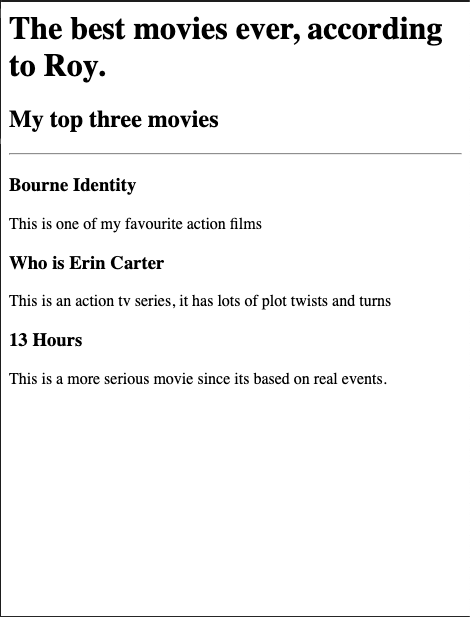 The best movies ever, according
to Roy.
My top three movies
Bourne Identity
This is one of my favourite action films
Who is Erin Carter
This is an action tv series, it has lots of plot twists and turns
13 Hours
This is a more serious movie since its based on real events.